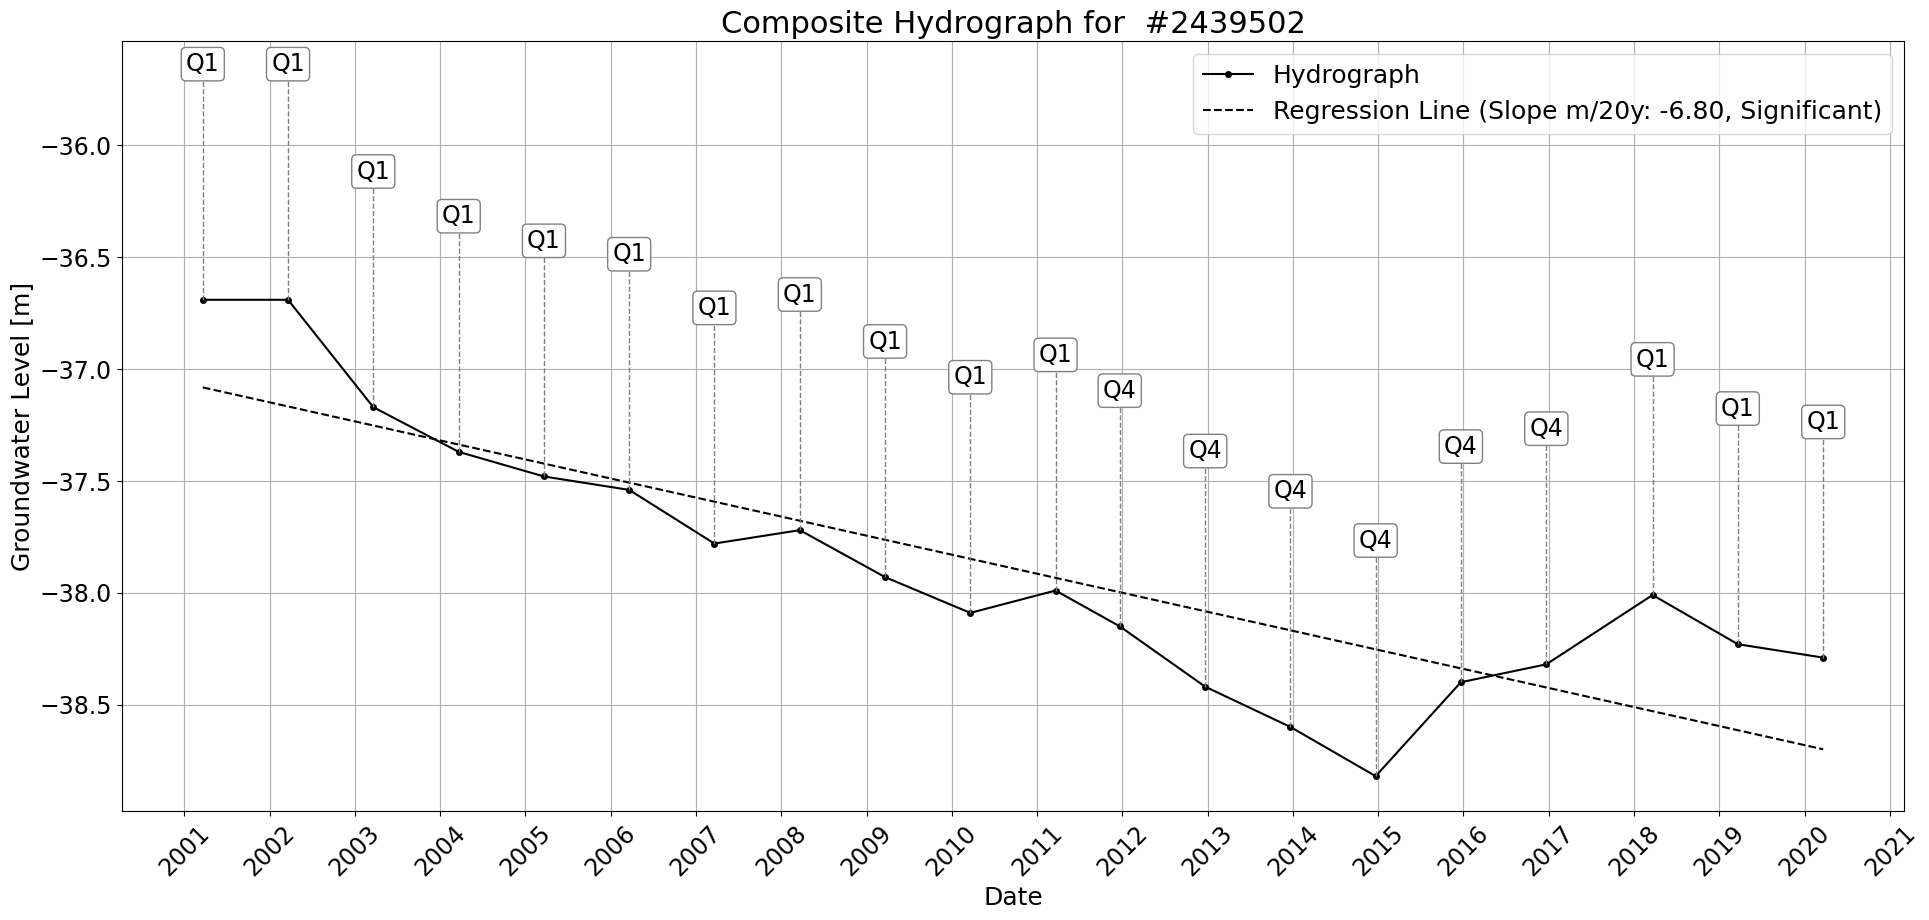 Composite Hydrograph for  #2439502
Hydrograph
Regression Line (Slope m/20y: -6.80, Significant)
Q1
Q1
Q1
Q1
Q1
Q1
Q1
Q1
Q1
Q1
Q1
Q4
Q4
Q4
Q4
Q4
Q4
Q1
Q1
Q1
Groundwater Level [m]
−36.0
−36.5
−37.0
−37.5
−38.0
−38.5
2001
2002
2003
2004
2005
2006
2007
2008
2009
2010
2011
2012
2013
2014
2015
2016
2017
2018
2019
2020
2021
Date